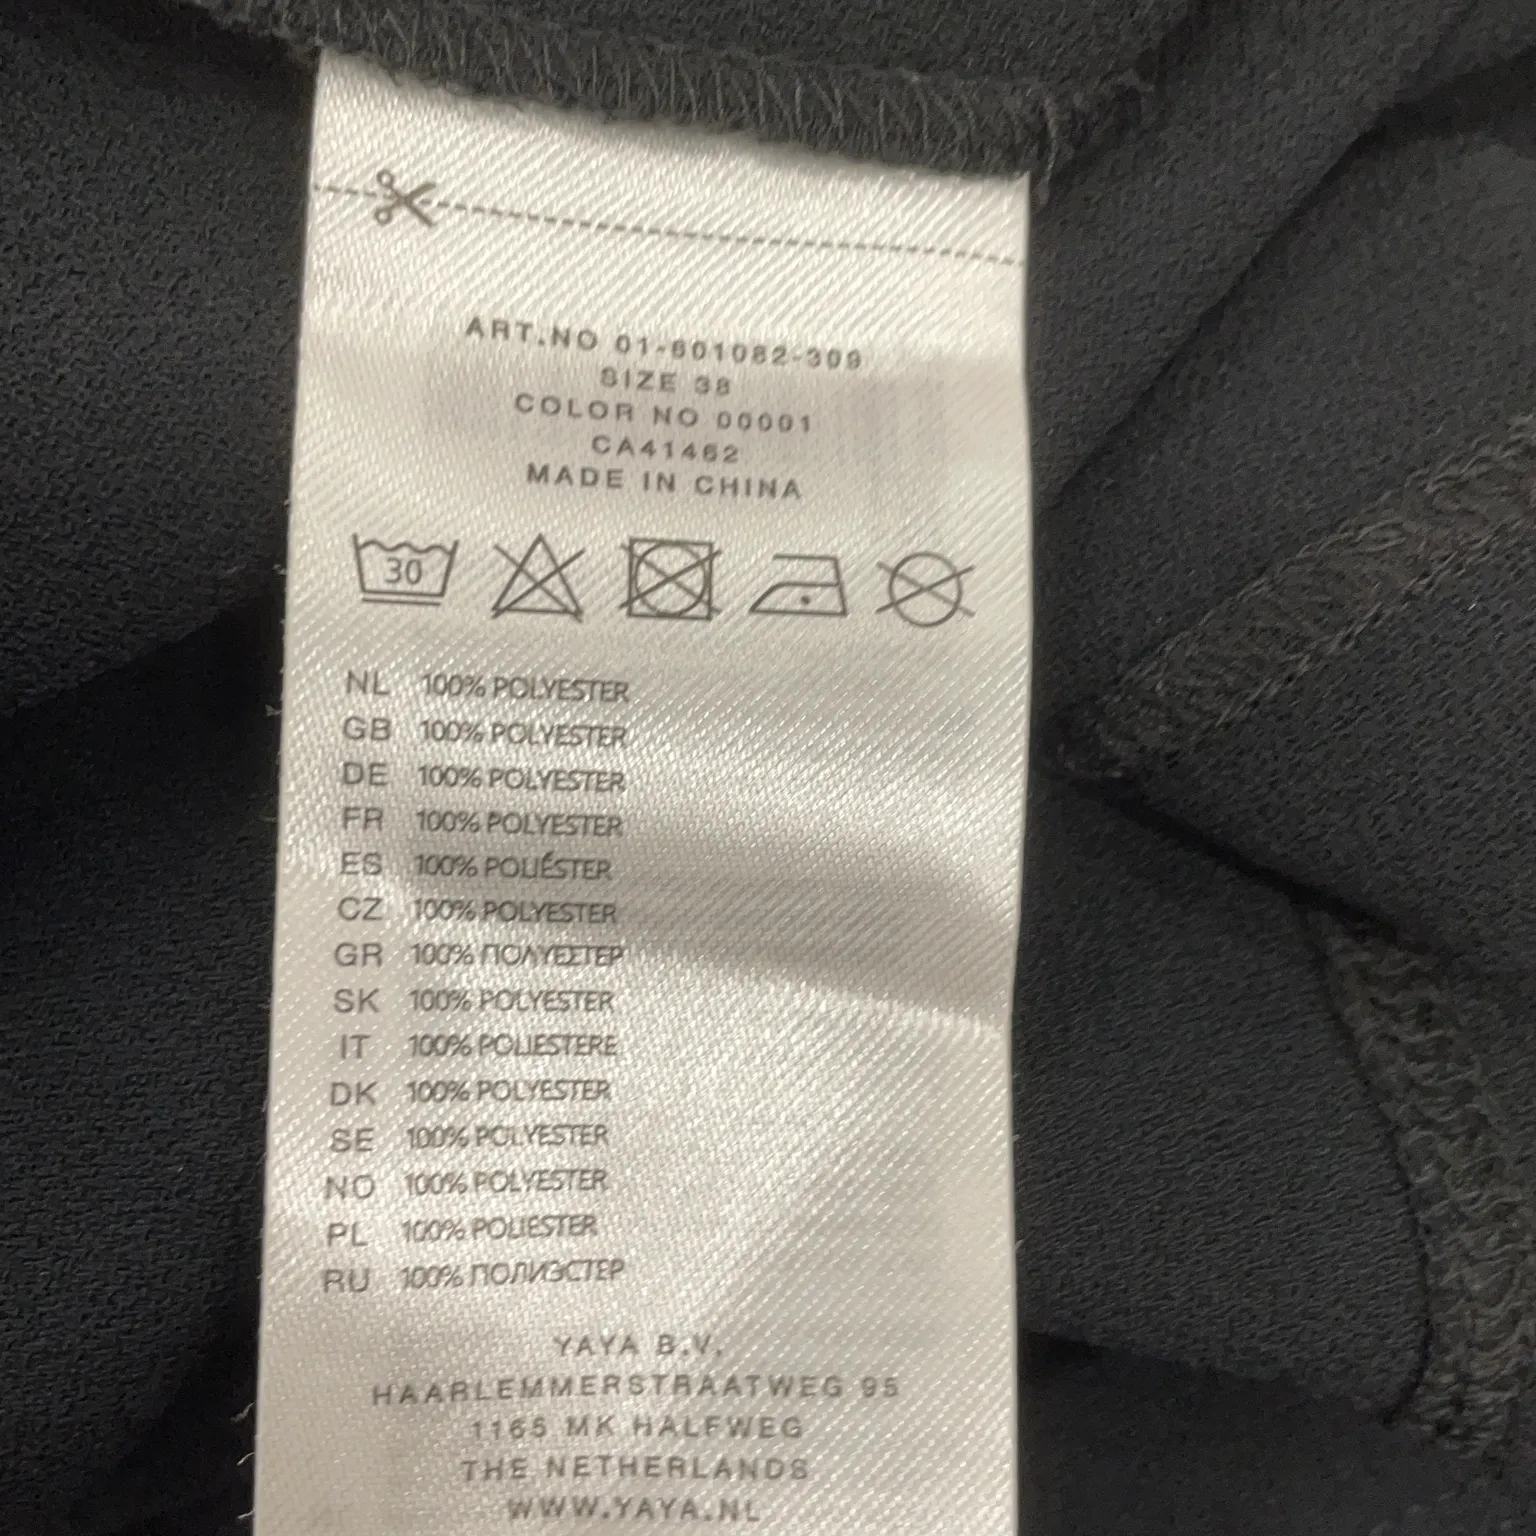 ART.NO 01-601082-309
SIZE 38
COLOR NO 00001
CA41462
MADE IN CHINA
30
NL 100% POLYESTER
GB 100% POLYESTER
DE 100% POLYESTER
FR 100% POLYESTER
ES 100% POLIÉSTER
CZ 100% POLYESTER
GR 100% ΠΟΛΥΕΣΤΕΡ
SK 100% POLYESTER
IT 100% POLIESTERE
DK 100% POLYESTER
SE 100% POLYESTER
NO 100% POLYESTER
PL 100% POLIESTER
RU 100% ПОЛИЭСТЕР
YAYA B.V.
HAARLEMMERSTRAATWEG 95
1165 MK HALFWEG
THE NETHERLANDS
WWW.YAYA.NL